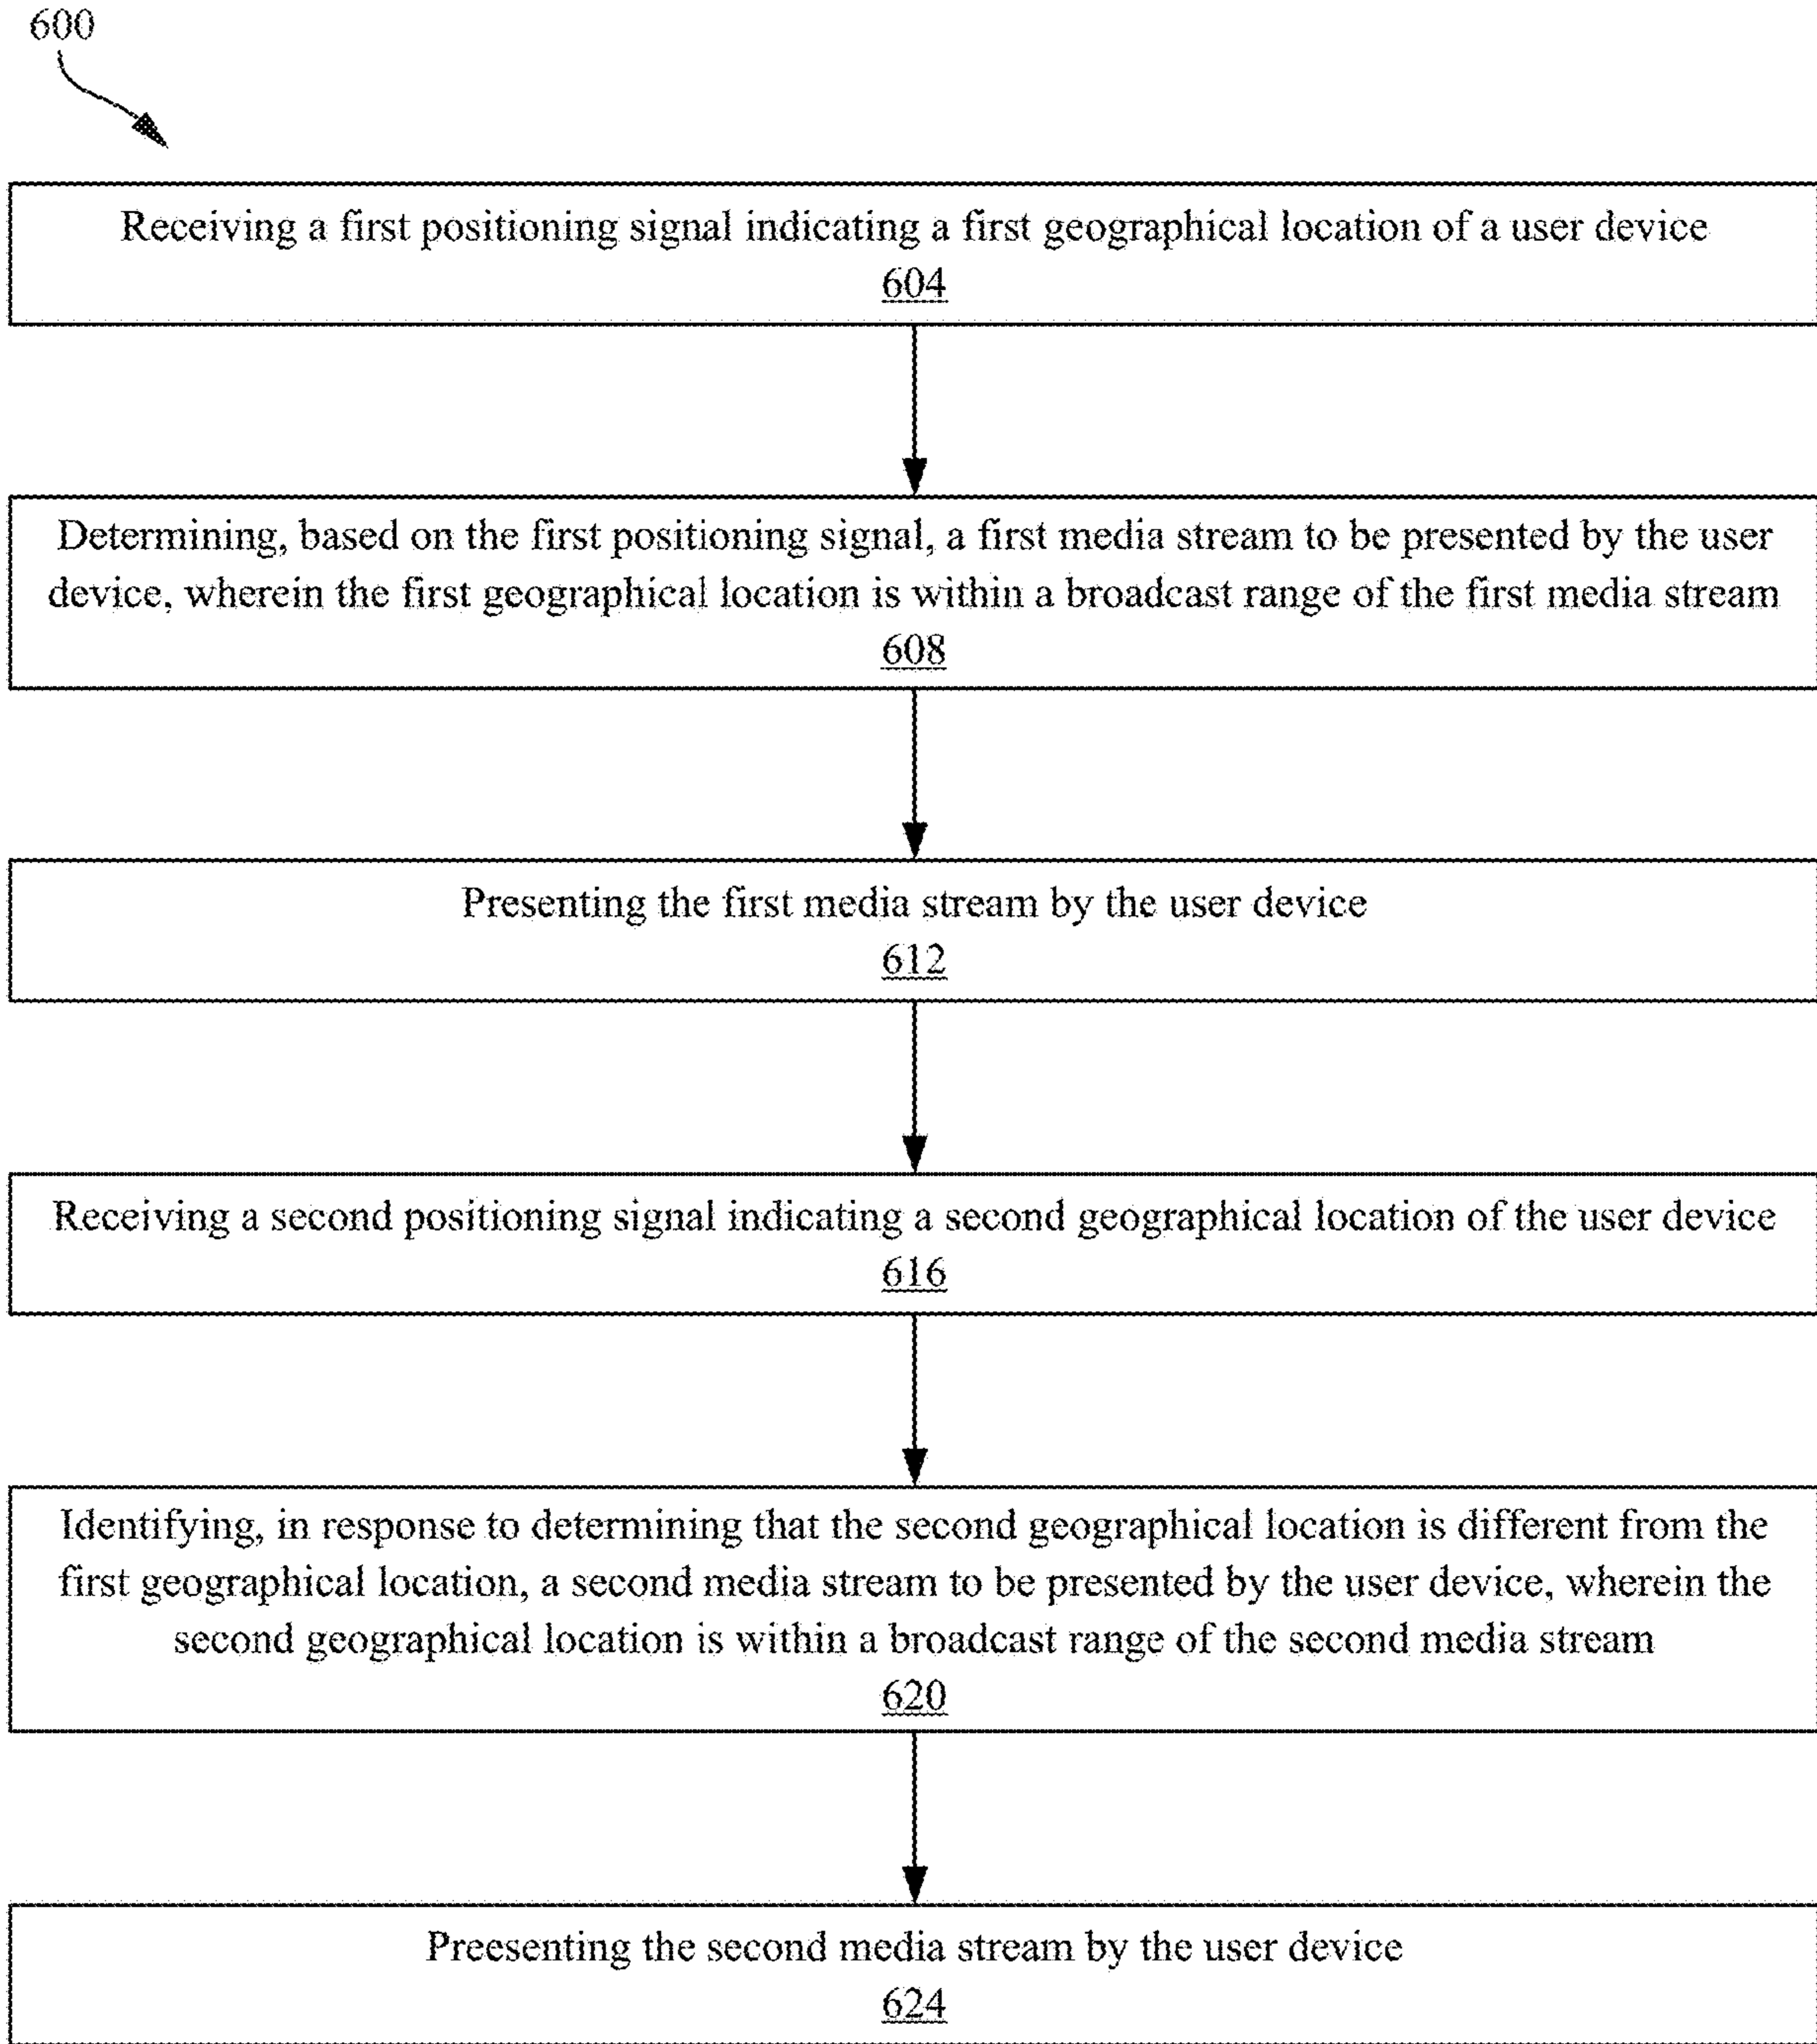 600
Receiving a first positioning signal indicating a first geographical location of a user device
604
Determining, based on the first positioning signal, a first media stream to be presented by the user
device, wherein the first geographical location is within a broadcast range of the first media stream
608
Presenting the first media stream by the user device
612
Receiving a second positioning signal indicating a second geographical location of the user device
616
Identifying, in response to determining that the second geographical location is different from the
first geographical location, a second media stream to be presented by the user device, wherein the
second geographical location is within a broadcast range of the second media stream
620
Preesenting the second media stream by the user device
624